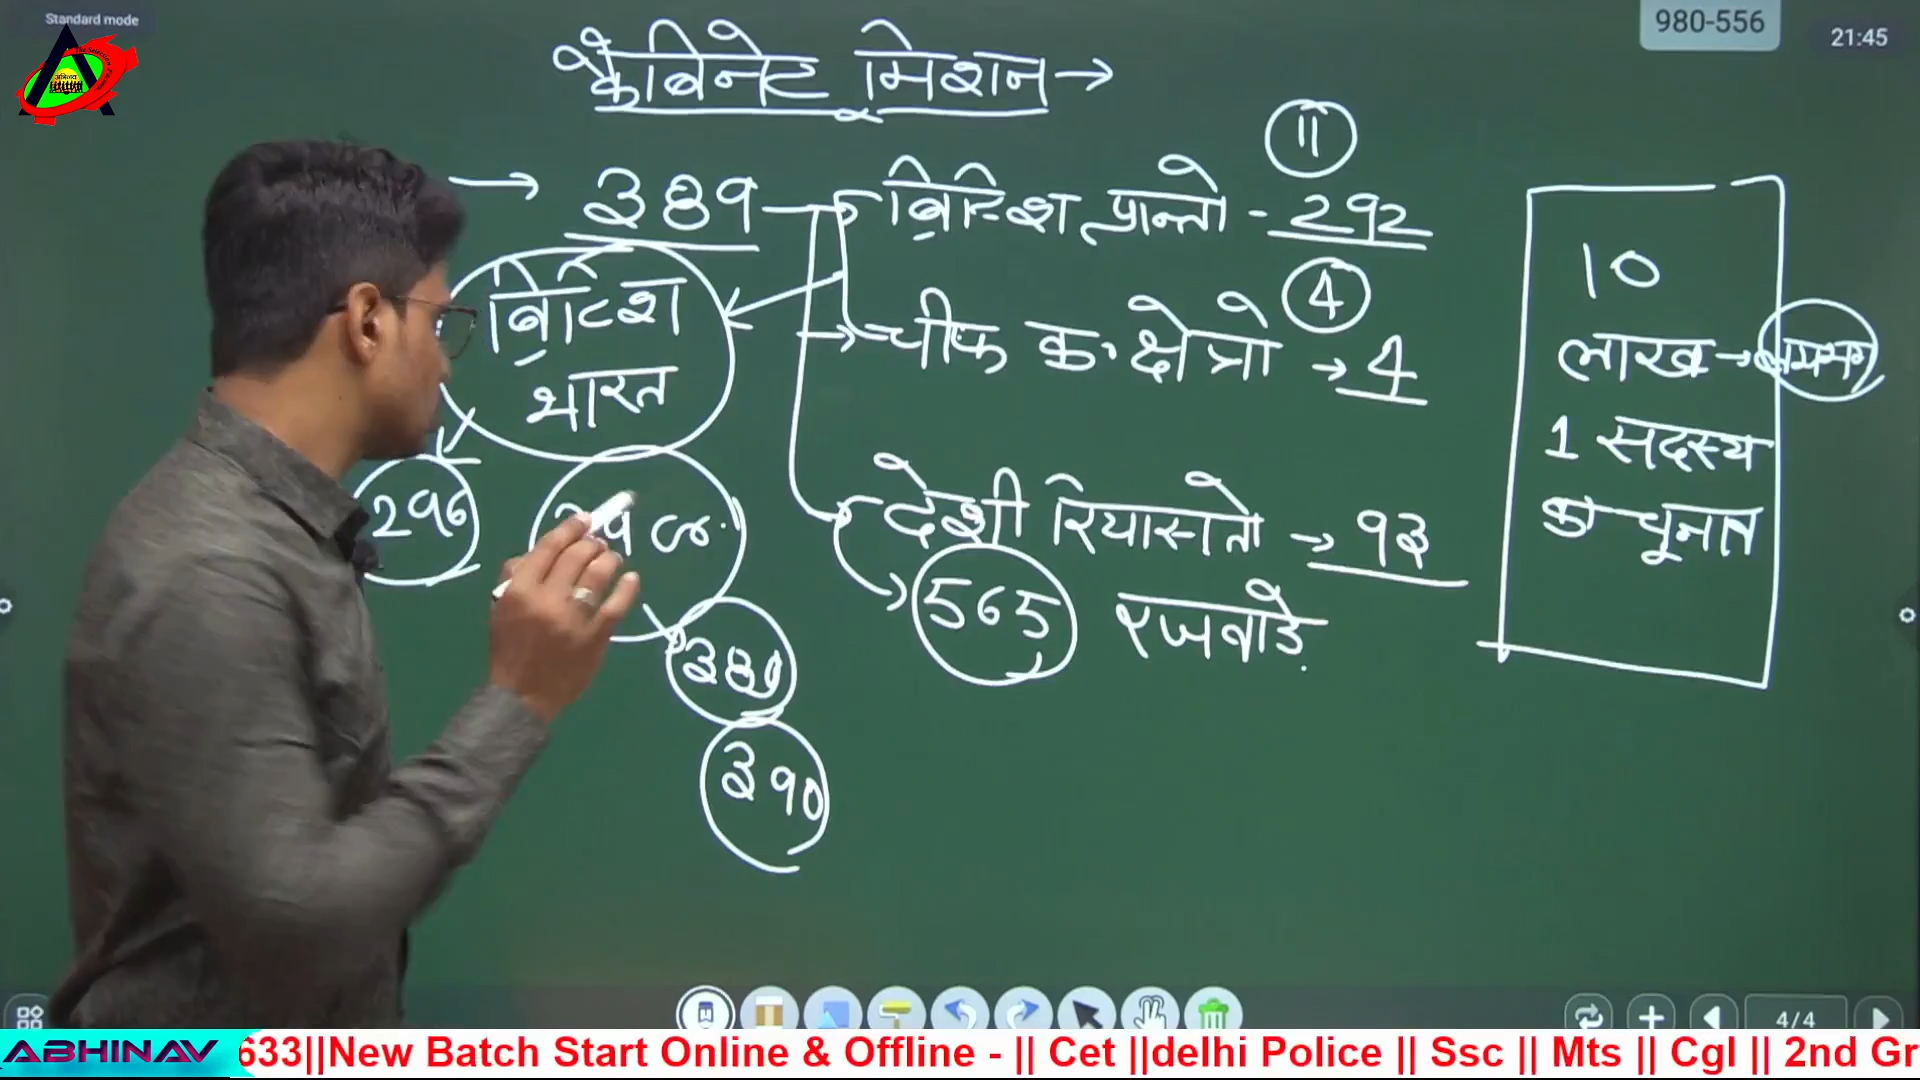 Standard mode
980-556
21:45
कैबिनेट मिशन →
11
→ 389
ब्रिटिश प्रान्तो - 292
4
ब्रिटिश
भारत
चीफ क. क्षेत्रो → 4
296
देशी रियासतो → 93
565 रजवाडे
389
390
10
लाख → लगभग
1 सदस्य
का चुनाव
4/4
ABHINAV
633||New Batch Start Online & Offline - || Cet ||delhi Police || Ssc || Mts || Cgl || 2nd Gr